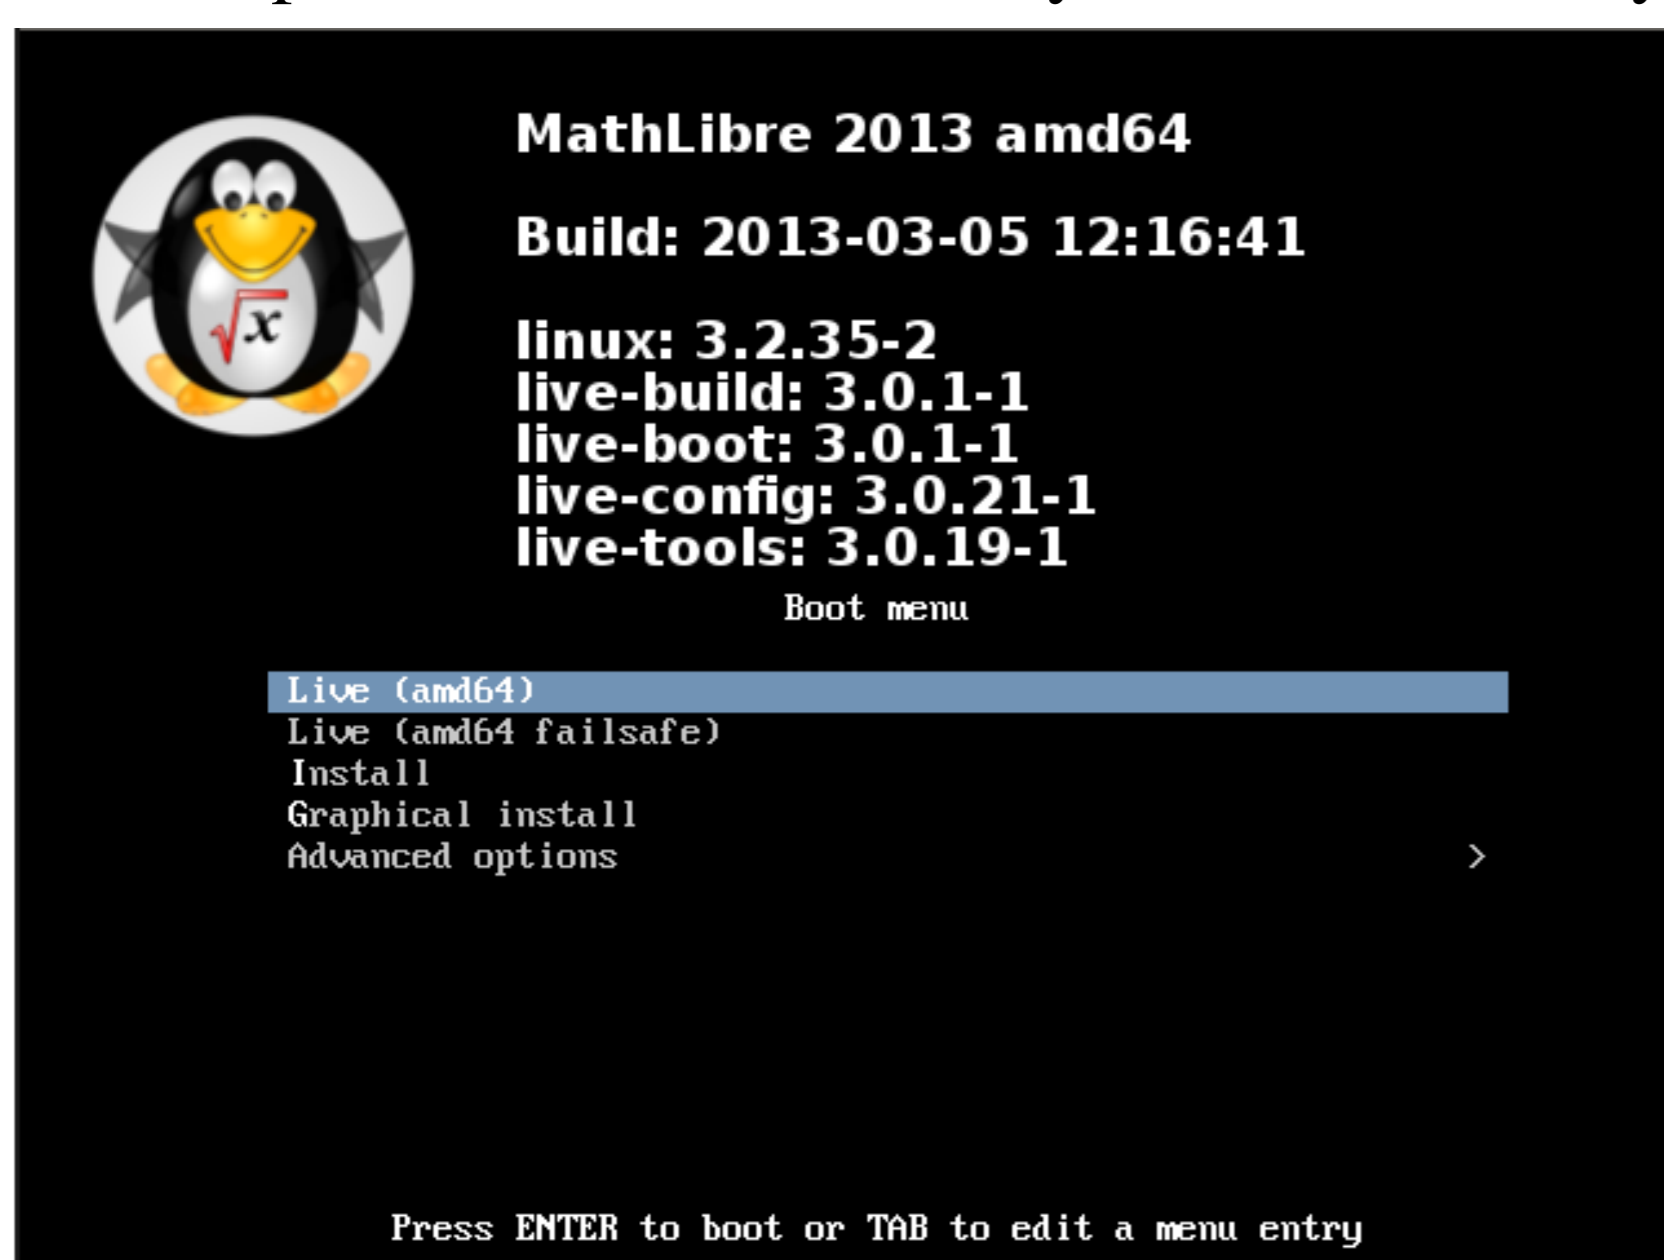 MathLibre 2013 amd64
Build: 2013-03-05 12:16:41
linux: 3.2.35-2
live-build: 3.0.1-1
live-boot: 3.0.1-1
live-config: 3.0.21-1
live-tools: 3.0.19-1
√x
Boot menu
Live (amd64)
Live (amd64 failsafe)
Install
Graphical install
Advanced options >
Press ENTER to boot or TAB to edit a menu entry